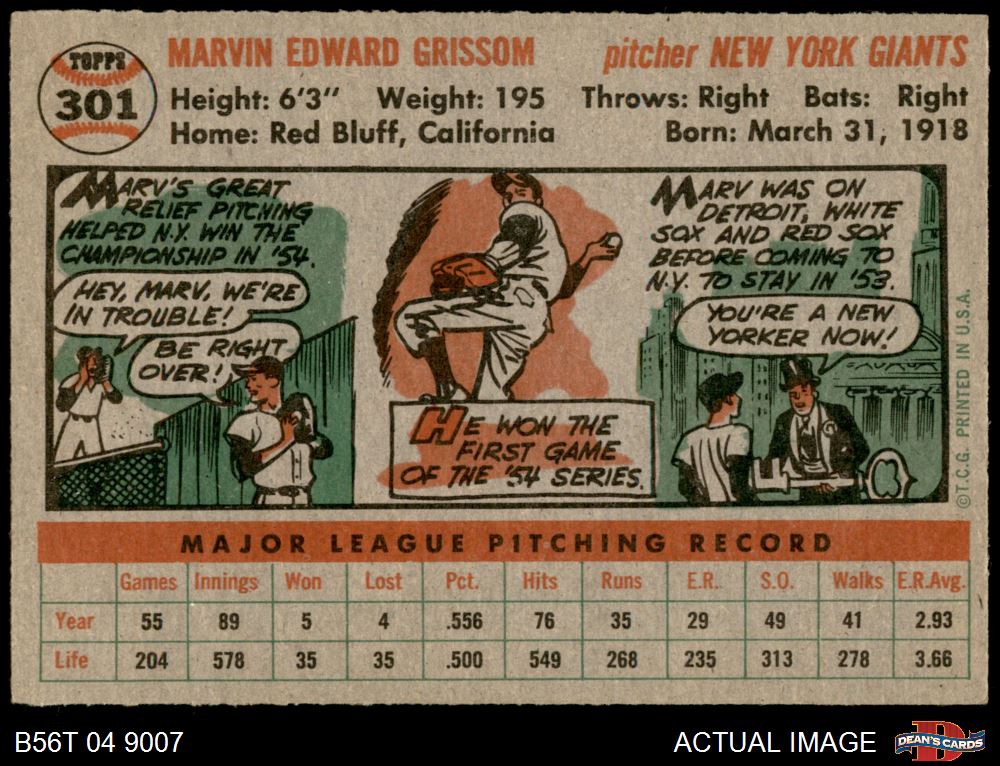 TOPPS
301
MARVIN EDWARD GRISSOM
pitcher NEW YORK GIANTS
Height: 6'3" Weight: 195 Throws: Right Bats: Right
Home: Red Bluff, California Born: March 31, 1918
MARV'S GREAT
RELIEF PITCHING
HELPED N.Y. WIN THE
CHAMPIONSHIP IN '54.
HEY, MARV, WE'RE
IN TROUBLE!
BE RIGHT
OVER!
HE WON THE
FIRST GAME
OF THE '54 SERIES.
MARV WAS ON
DETROIT, WHITE
SOX AND RED SOX
BEFORE COMING TO
N.Y. TO STAY IN '53.
YOU'RE A NEW
YORKER NOW!
©T.C.G. PRINTED IN U.S.A.
MAJOR LEAGUE PITCHING RECORD
Games Innings Won Lost Pct. Hits Runs E.R. S.O. Walks E.R.Avg.
Year 55 89 5 4 .556 76 35 29 49 41 2.93
Life 204 578 35 35 .500 549 268 235 313 278 3.66
B56T 04 9007
ACTUAL IMAGE
DEAN'S CARDS